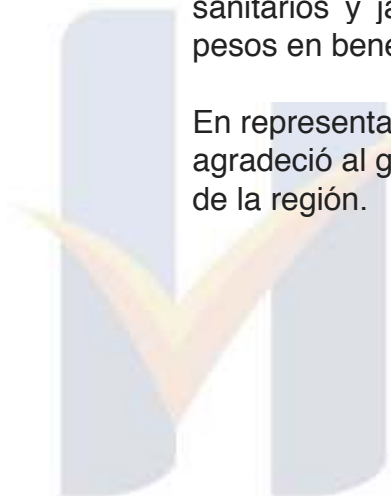 sanitarios y ja
pesos en bene
En representa
agradeció al g
de la región.